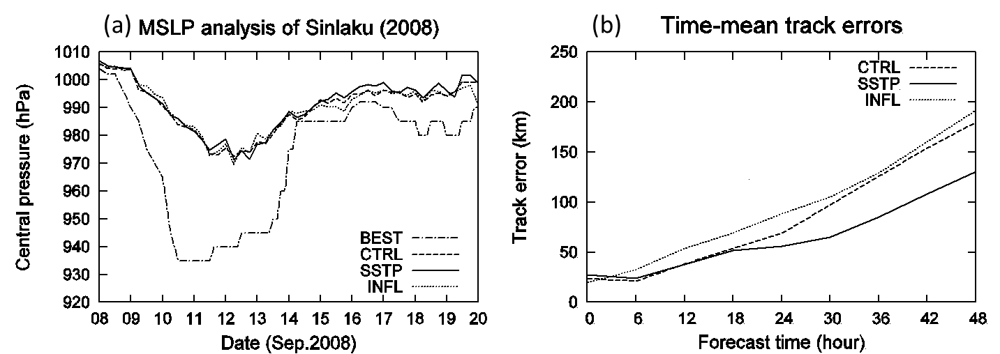 (a) MSLP analysis of Sinlaku (2008)
1010
1000
990
980
970
960
950
940
930
920
Central pressure (hPa)
BEST
CTRL
SSTP
INFL
08 09 10 11 12 13 14 15 16 17 18 19 20
Date (Sep.2008)
(b) Time-mean track errors
250
200
150
100
50
0
Track error (km)
CTRL
SSTP
INFL
0 6 12 18 24 30 36 42 48
Forecast time (hour)